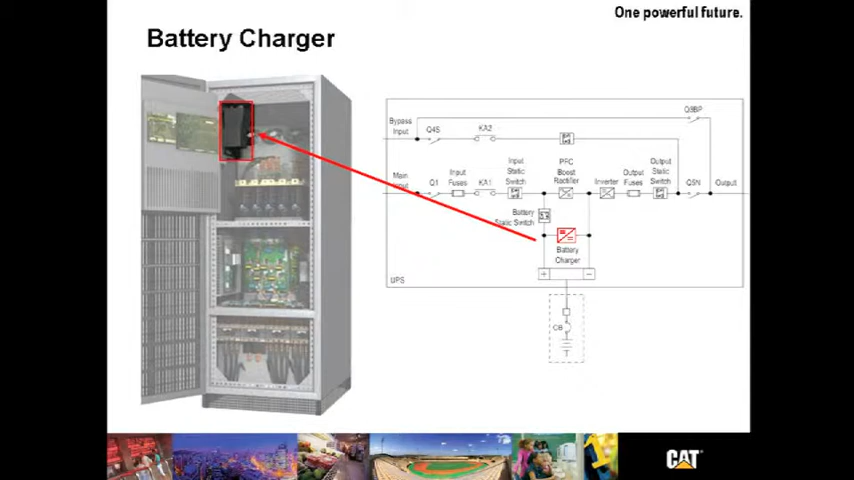 One powerful future.
Battery Charger
Bypass
Input
Q4S
KA2
Q3BP
Main
Input
Q1
Input
Fuses
KA1
Input
Static
Switch
PFC
Boost
Rectifier
Inverter
Output
Fuses
Output
Static
Switch
Q5N
Output
Battery
Static Switch
Battery
Charger
+
−
UPS
CB
CAT